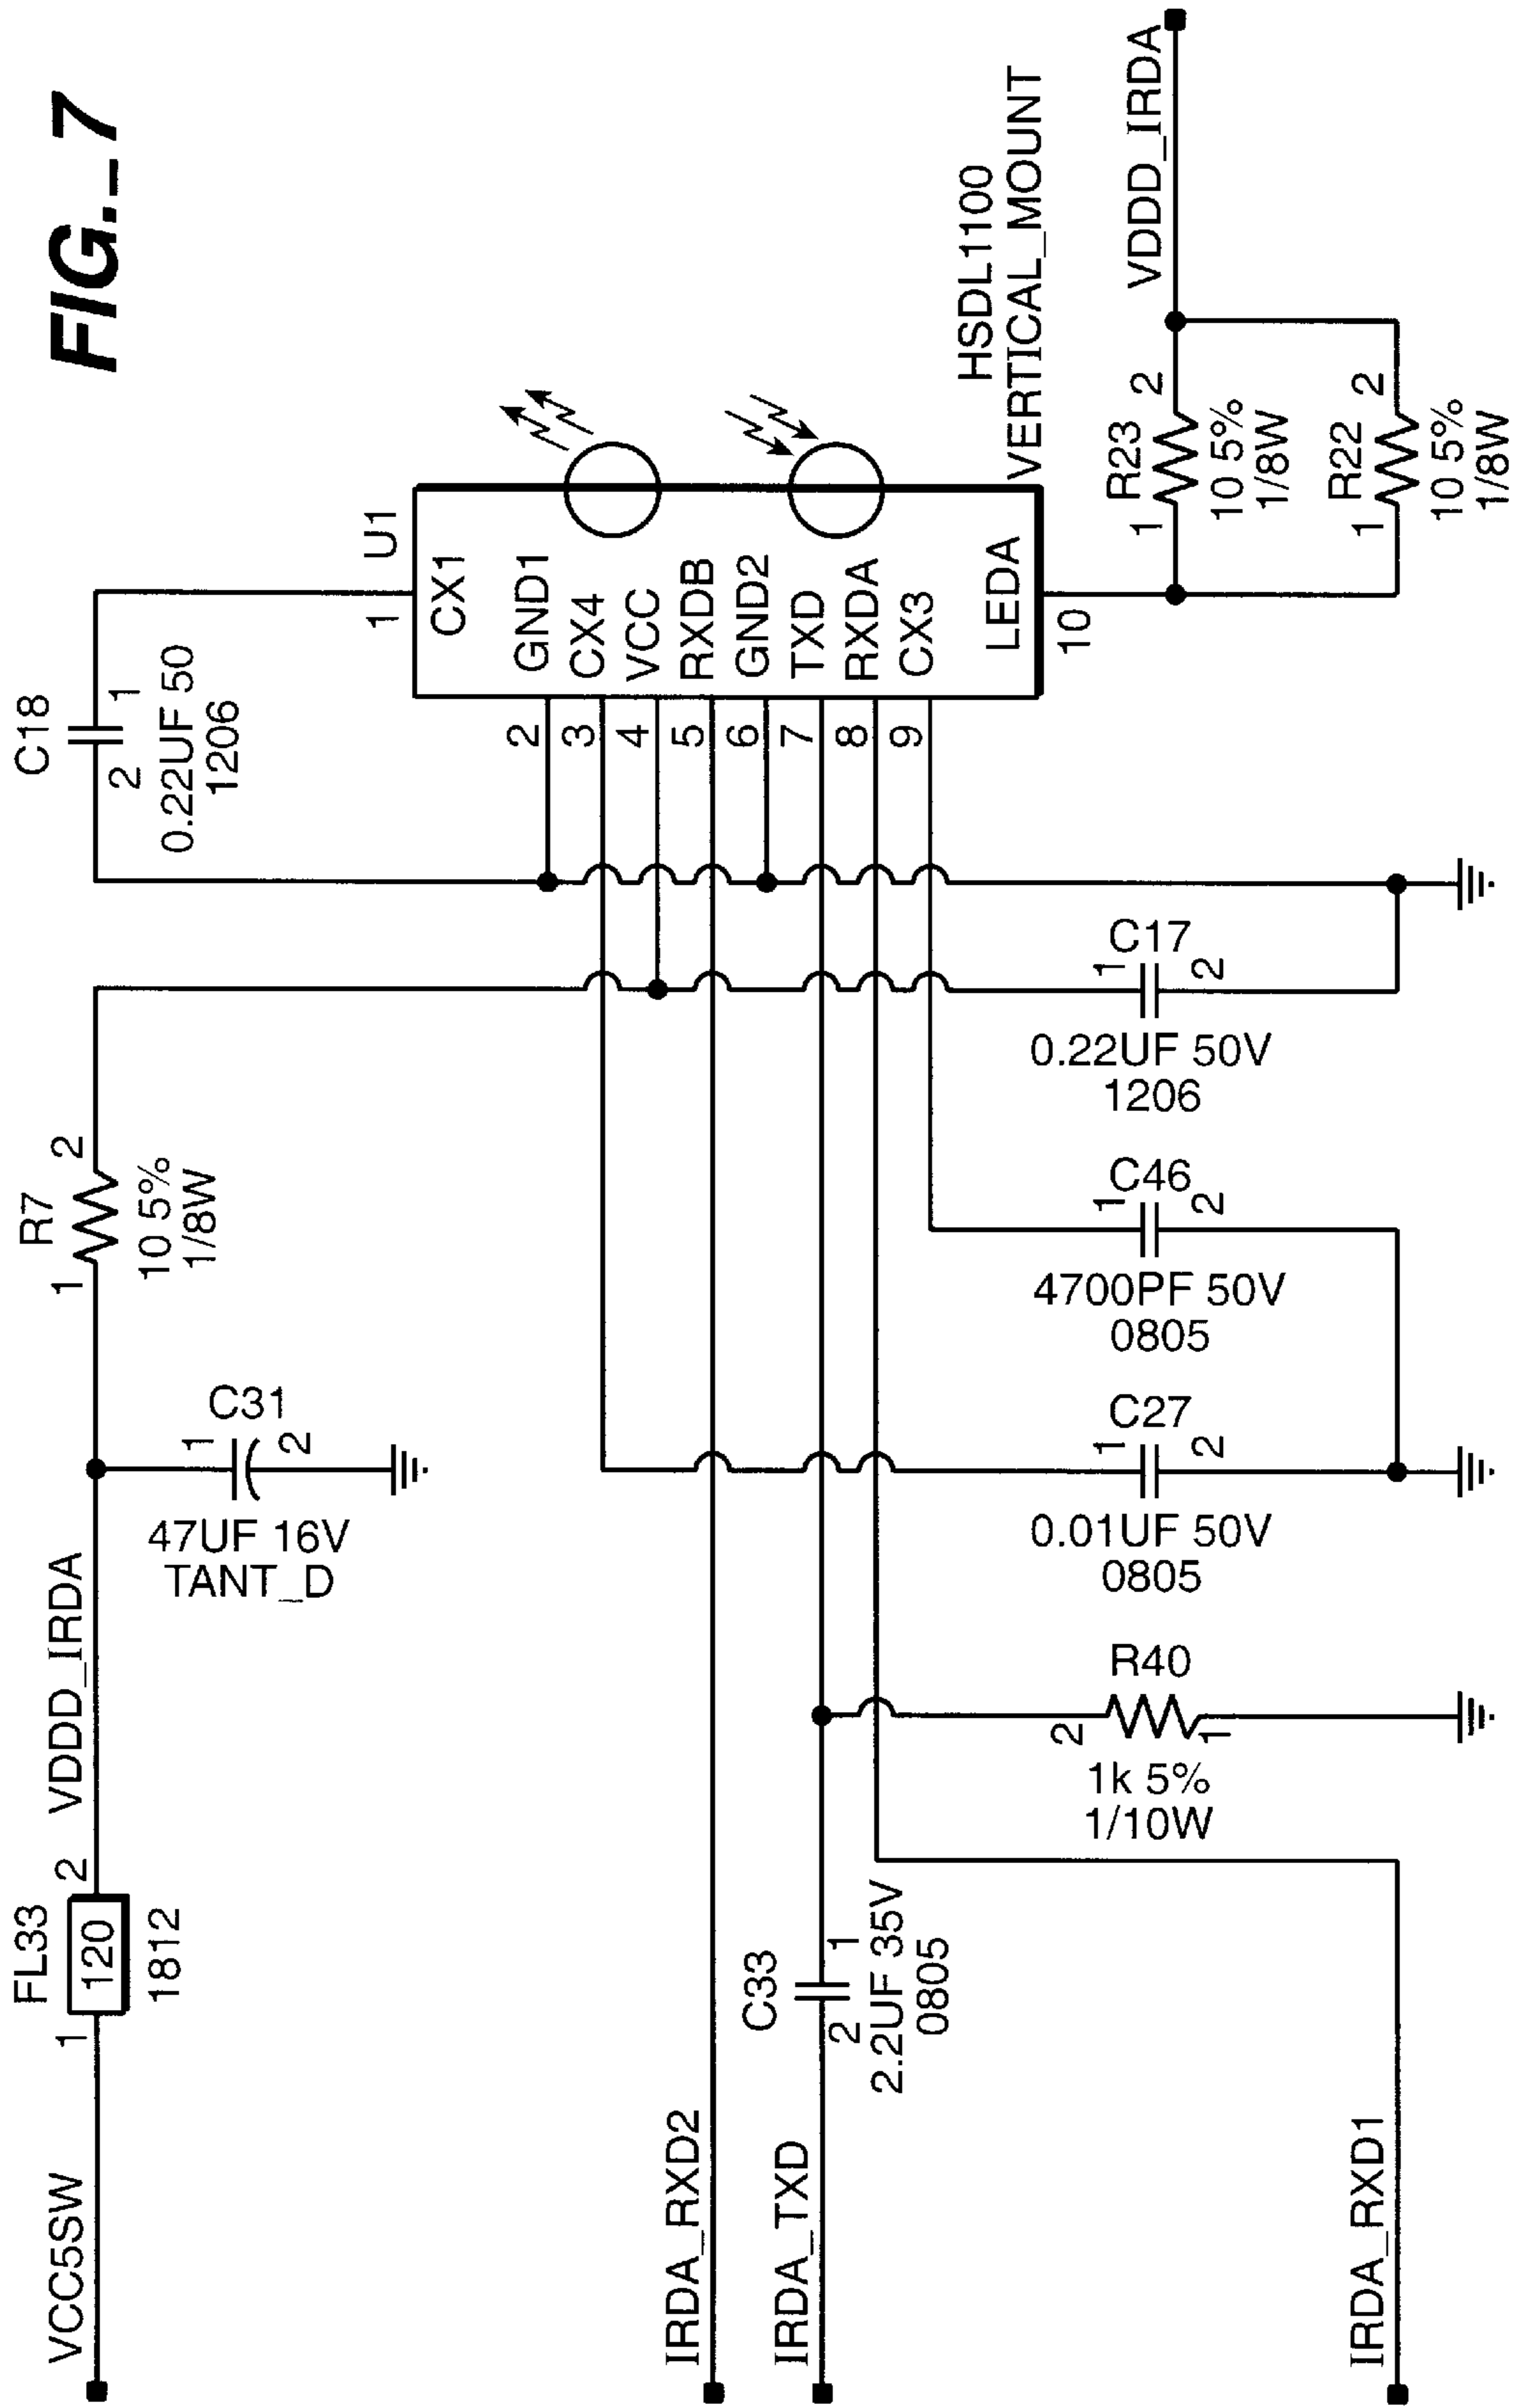 FIG._7
C18
2
1
0.22UF 50
1206
U1
1
CX1
GND1
CX4
VCC
RXDB
GND2
TXD
RXDA
CX3
LEDA
2
3
4
5
6
7
8
9
10
HSDL1100
VERTICAL_MOUNT
VDDD_IRDA
R23
1
2
10 5%
1/8W
R22
1
2
10 5%
1/8W
R7
1
2
10 5%
1/8W
C17
1
2
0.22UF 50V
1206
C46
1
2
4700PF 50V
0805
C31
1
2
47UF 16V
TANT_D
C27
1
2
0.01UF 50V
0805
VDDD_IRDA
R40
2
1
1k 5%
1/10W
FL33
1
120
2
1812
C33
2
1
2.2UF 35V
0805
VCC5SW
IRDA_RXD2
IRDA_TXD
IRDA_RXD1